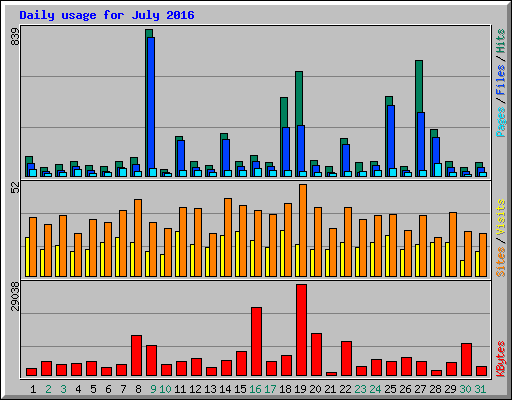 Daily usage for July 2016
839
52
29038
Pages / Files / Hits
Sites / Visits
KBytes
1 2 3 4 5 6 7 8 9 10 11 12 13 14 15 16 17 18 19 20 21 22 23 24 25 26 27 28 29 30 31